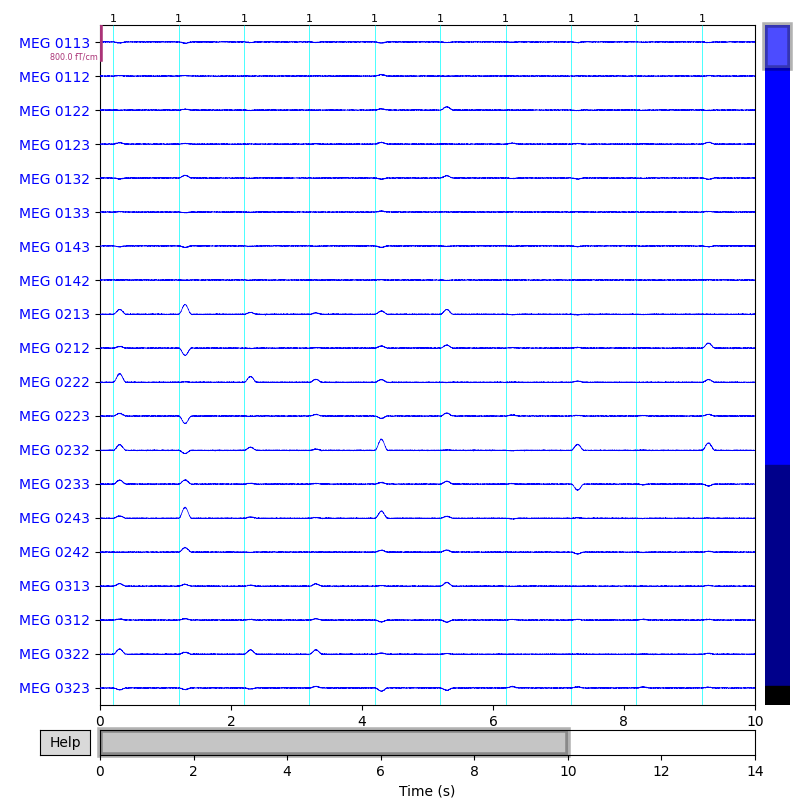 1 1 1 1 1 1 1 1 1 1
MEG 0113
800.0 fT/cm
MEG 0112
MEG 0122
MEG 0123
MEG 0132
MEG 0133
MEG 0143
MEG 0142
MEG 0213
MEG 0212
MEG 0222
MEG 0223
MEG 0232
MEG 0233
MEG 0243
MEG 0242
MEG 0313
MEG 0312
MEG 0322
MEG 0323
0 2 4 6 8 10
Help
0 2 4 6 8 10 12 14
Time (s)